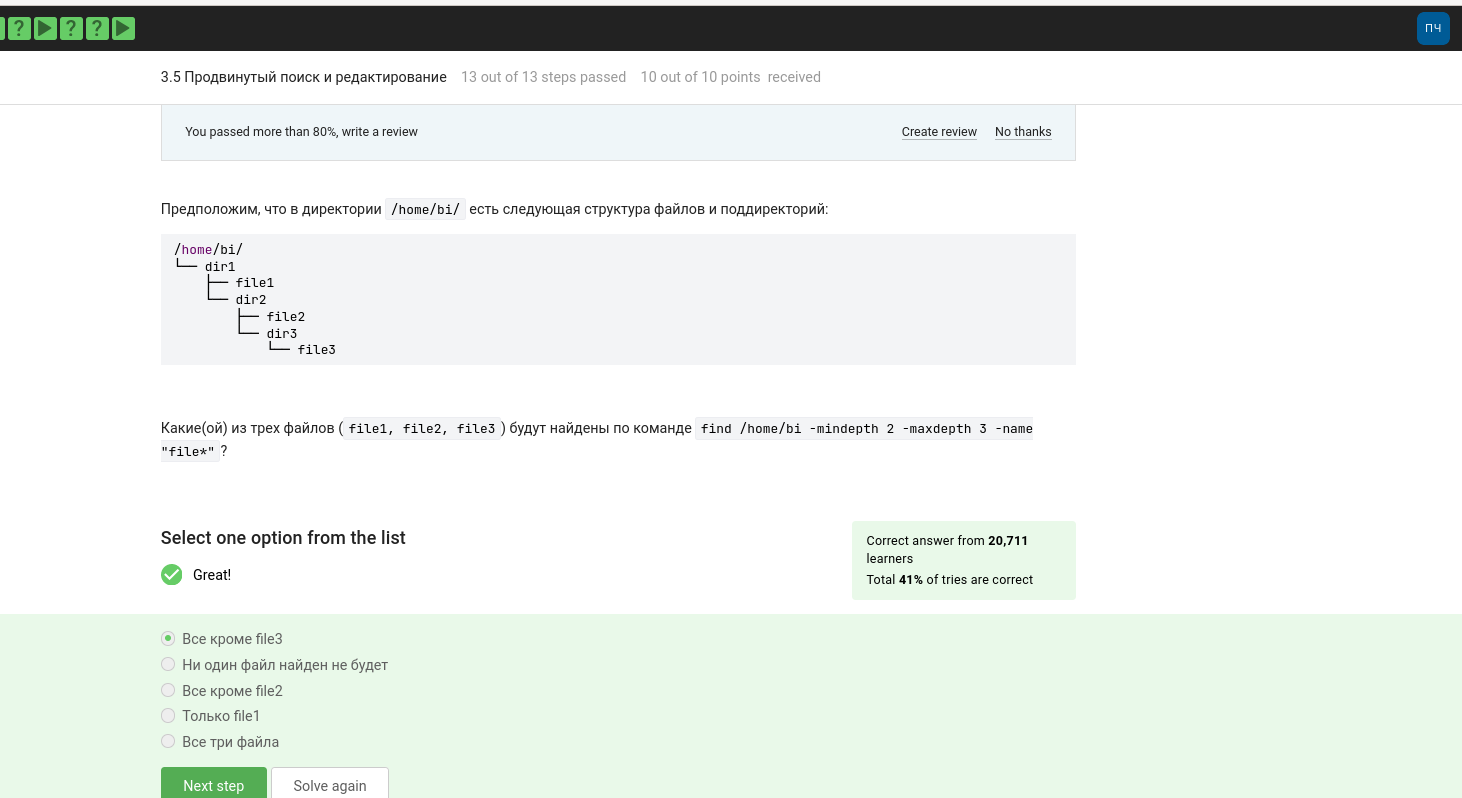 ? ? ?
ПЧ
3.5 Продвинутый поиск и редактирование 13 out of 13 steps passed 10 out of 10 points received
You passed more than 80%, write a review Create review No thanks
Предположим, что в директории /home/bi/ есть следующая структура файлов и поддиректорий:
/home/bi/
└── dir1
    ├── file1
    └── dir2
        ├── file2
        └── dir3
            └── file3
Какие(ой) из трех файлов ( file1, file2, file3 ) будут найдены по команде find /home/bi -mindepth 2 -maxdepth 3 -name
"file*" ?
Select one option from the list
Great!
Correct answer from 20,711
learners
Total 41% of tries are correct
Все кроме file3
Ни один файл найден не будет
Все кроме file2
Только file1
Все три файла
Next step Solve again